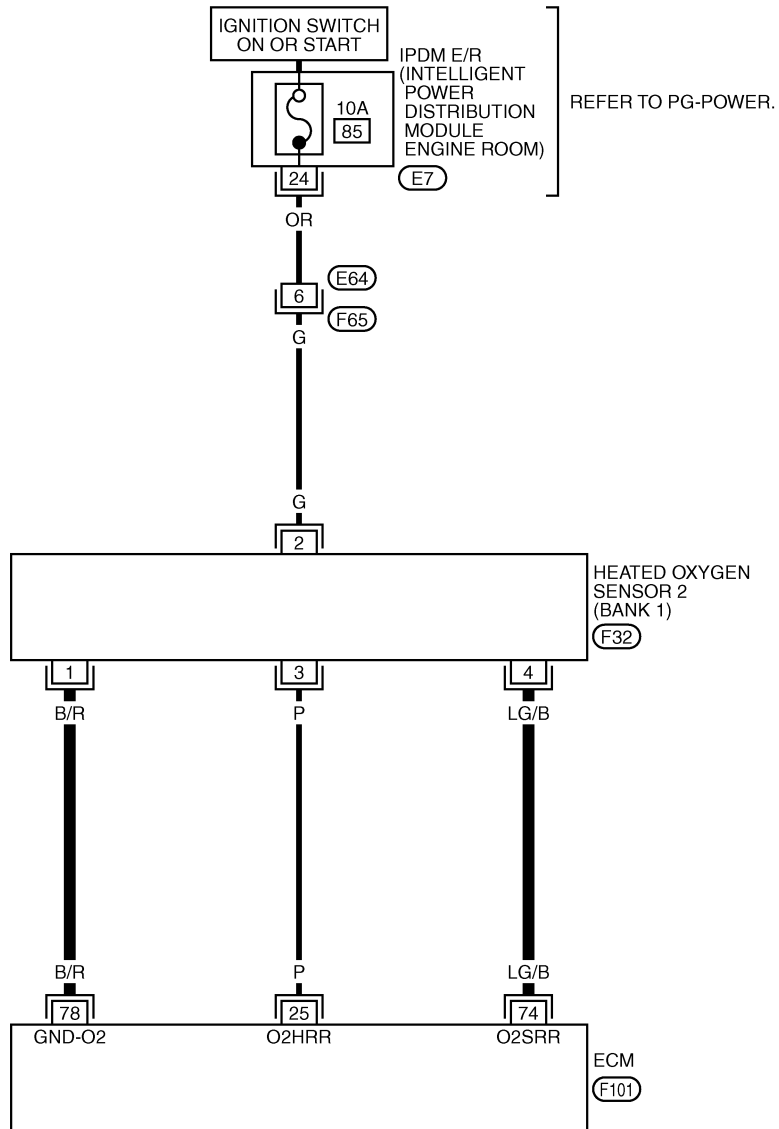 IGNITION SWITCH
ON OR START
IPDM E/R
(INTELLIGENT
POWER
DISTRIBUTION
MODULE
ENGINE ROOM)
REFER TO PG-POWER.
10A
85
24
E7
OR
E64
6
F65
G
G
2
HEATED OXYGEN
SENSOR 2
(BANK 1)
F32
1
3
4
B/R
P
LG/B
B/R
P
LG/B
78
25
74
GND-O2
O2HRR
O2SRR
ECM
F101